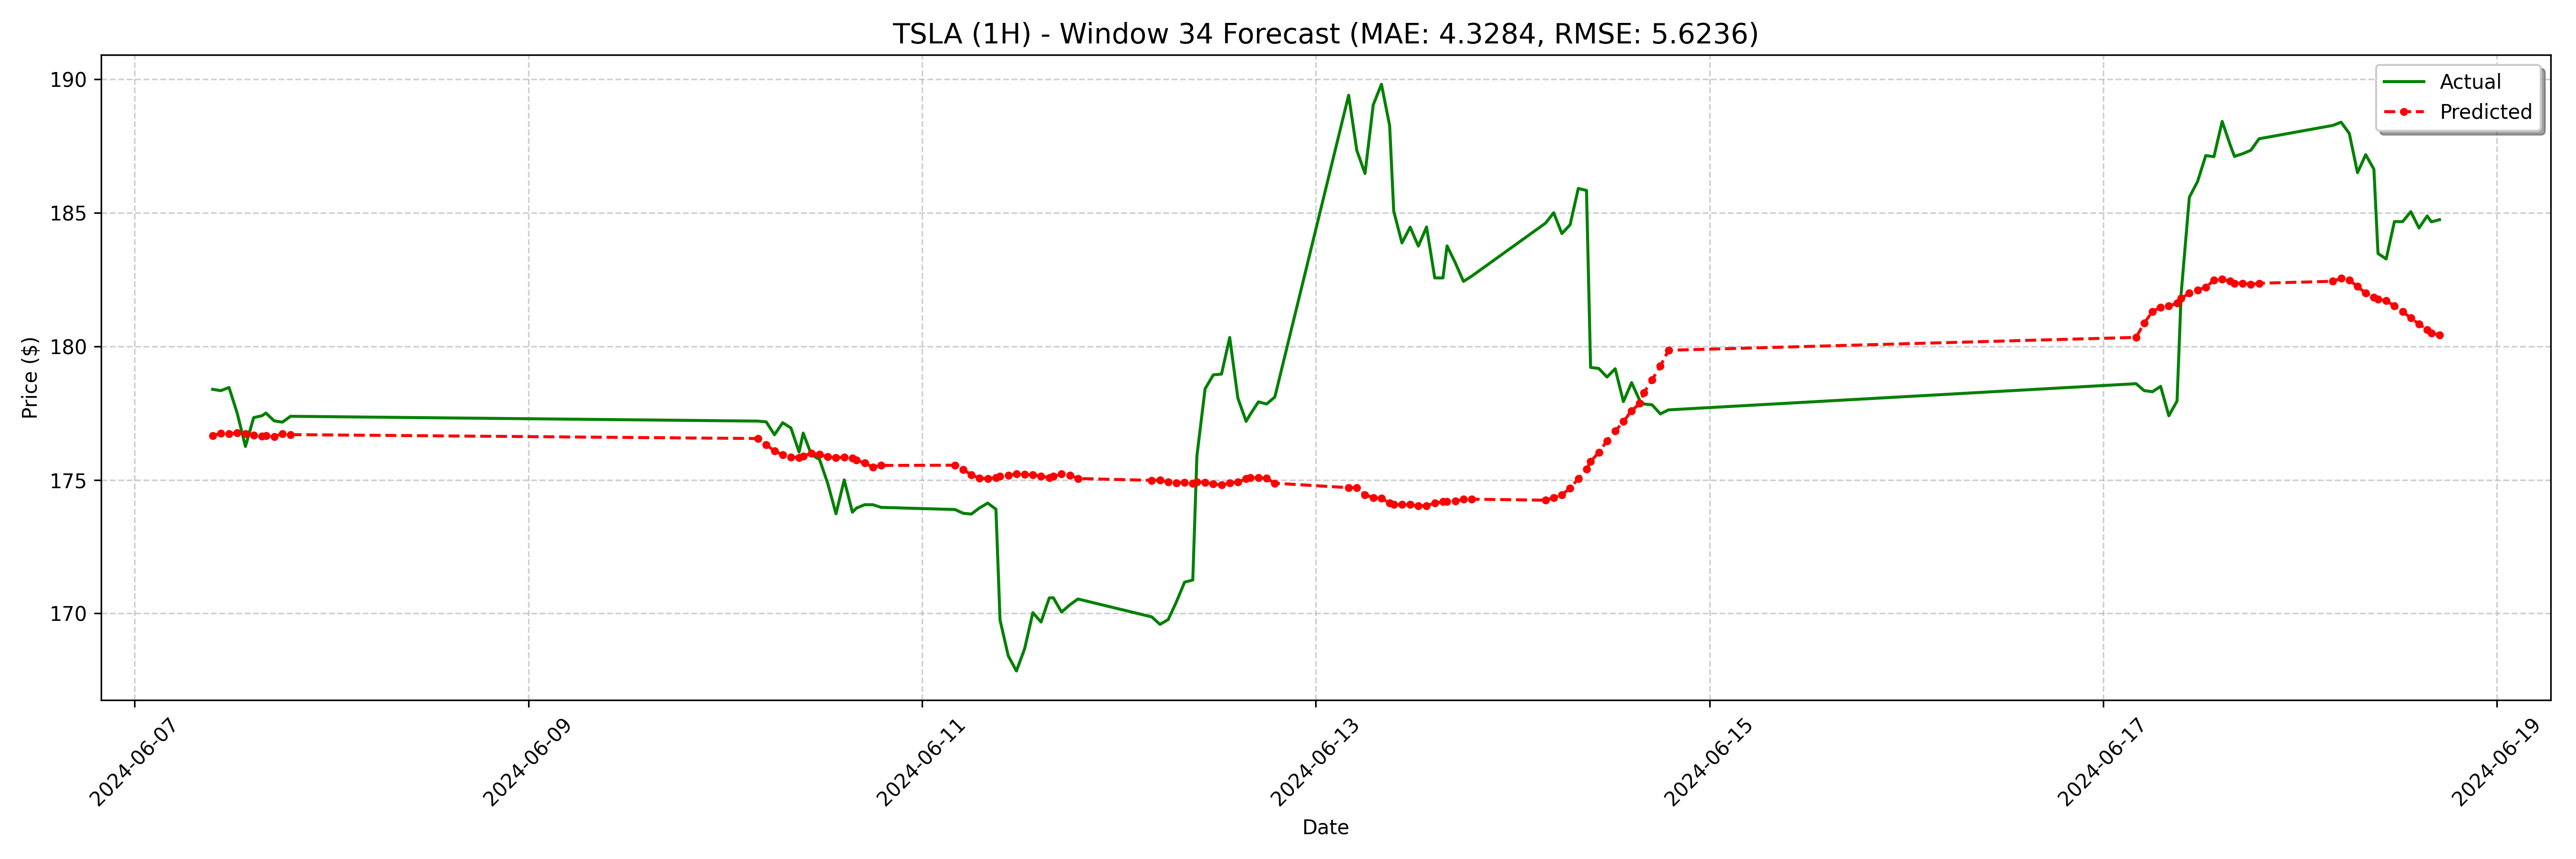 TSLA (1H) - Window 34 Forecast (MAE: 4.3284, RMSE: 5.6236)
Actual
Predicted
Price ($)
190
185
180
175
170
2024-06-07
2024-06-09
2024-06-11
2024-06-13
2024-06-15
2024-06-17
2024-06-19
Date